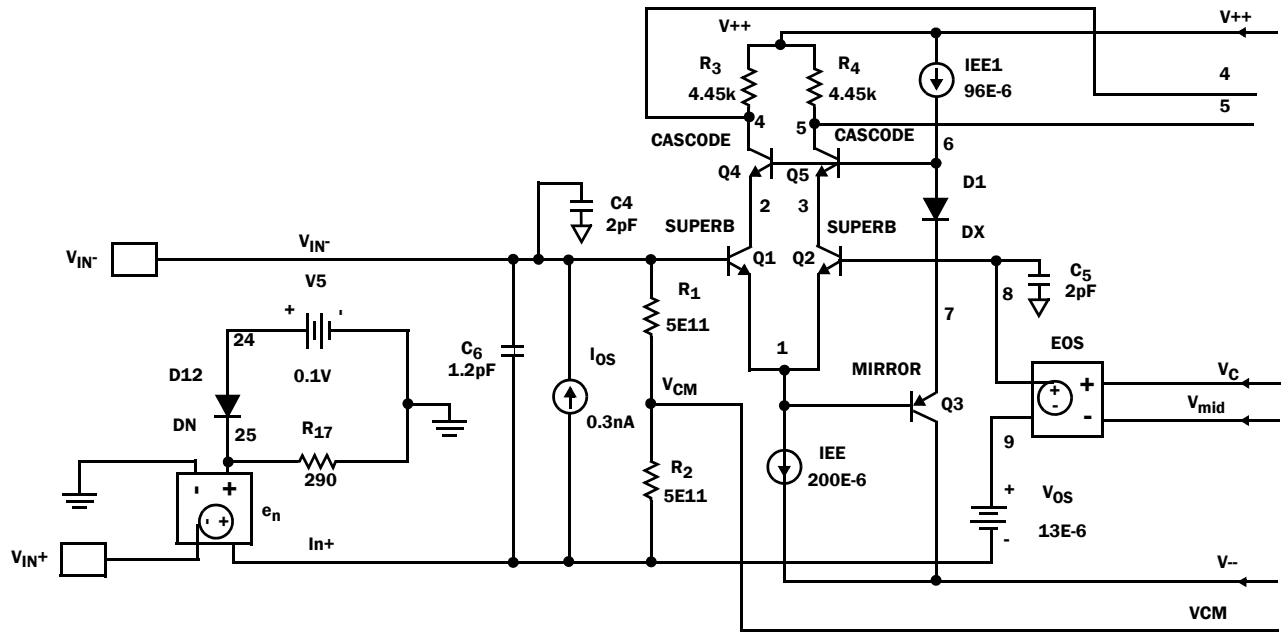 V++
V++
R3
4.45k
R4
4.45k
IEE1
96E-6
4
5
4
5
6
CASCODE
CASCODE
Q4
Q5
D1
DX
C4
2pF
2
3
SUPERB
SUPERB
VIN-
VIN-
Q1
Q2
C5
2pF
8
V5
+
-
R1
5E11
7
24
1
EOS
C6
1.2pF
IOS
0.3nA
D12
0.1V
MIRROR
VC
VCM
+
-
+
-
Vmid
DN
25
R17
290
Q3
9
R2
5E11
IEE
200E-6
-
+
-
+
en
+
VOS
13E-6
-
VIN+
In+
V--
VCM